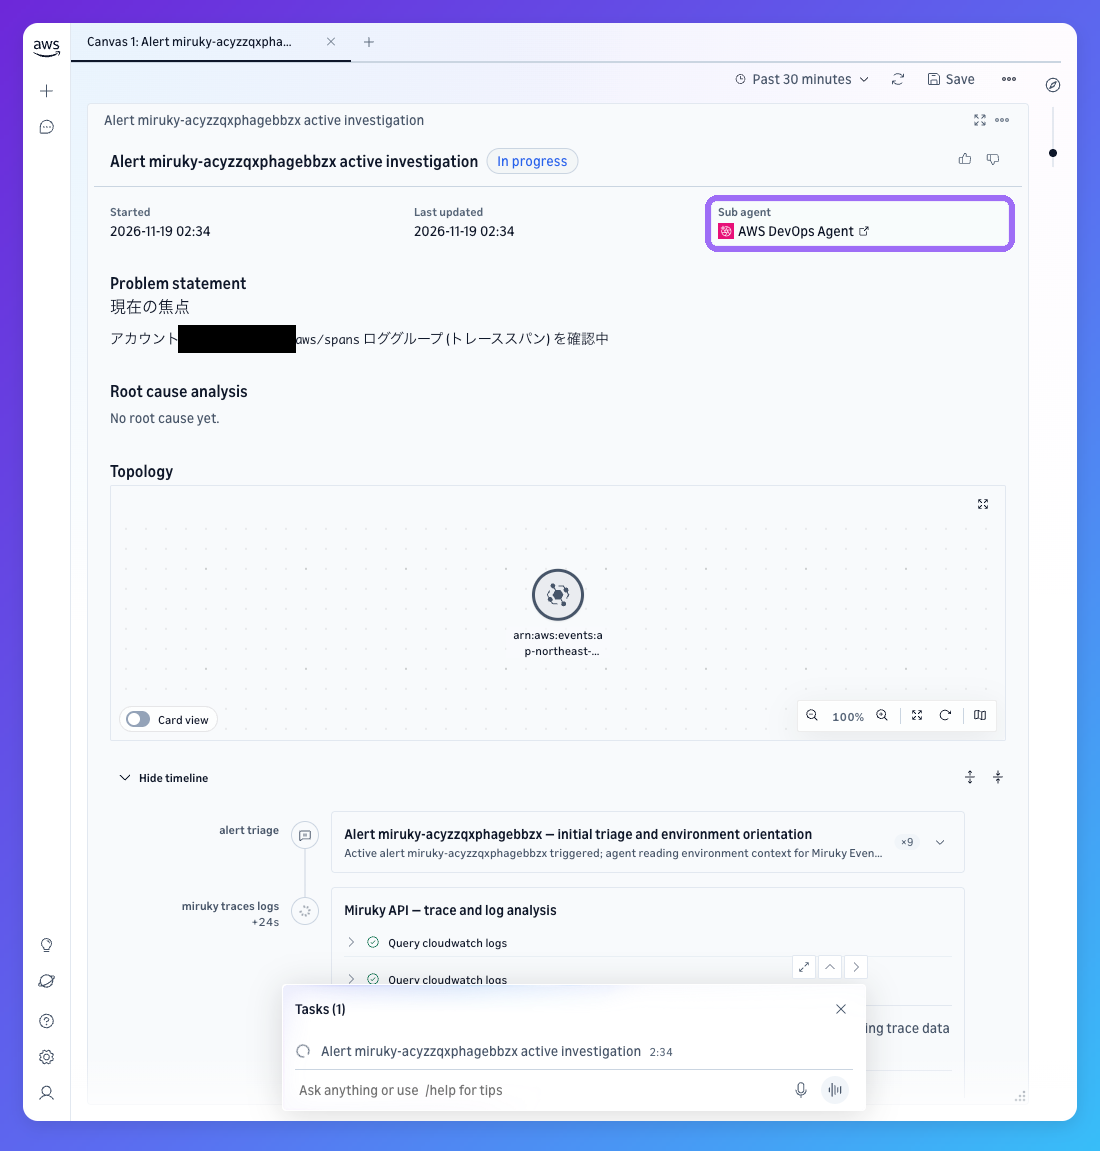 aws
Canvas 1: Alert miruky-acyzzqxpha...
Past 30 minutes
Save
Alert miruky-acyzzqxphagebbzx active investigation
Alert miruky-acyzzqxphagebbzx active investigation
In progress
Started
2026-11-19 02:34
Last updated
2026-11-19 02:34
Sub agent
AWS DevOps Agent
Problem statement
現在の焦点
アカウント aws/spans ロググループ (トレーススパン) を確認中
Root cause analysis
No root cause yet.
Topology
arn:aws:events:a
p-northeast-...
Card view
100%
Hide timeline
alert triage
Alert miruky-acyzzqxphagebbzx — initial triage and environment orientation
Active alert miruky-acyzzqxphagebbzx triggered; agent reading environment context for Miruky Even...
×9
miruky traces logs
+24s
Miruky API — trace and log analysis
Query cloudwatch logs
Query cloudwatch logs
ing trace data
Tasks (1)
Alert miruky-acyzzqxphagebbzx active investigation 2:34
Ask anything or use /help for tips